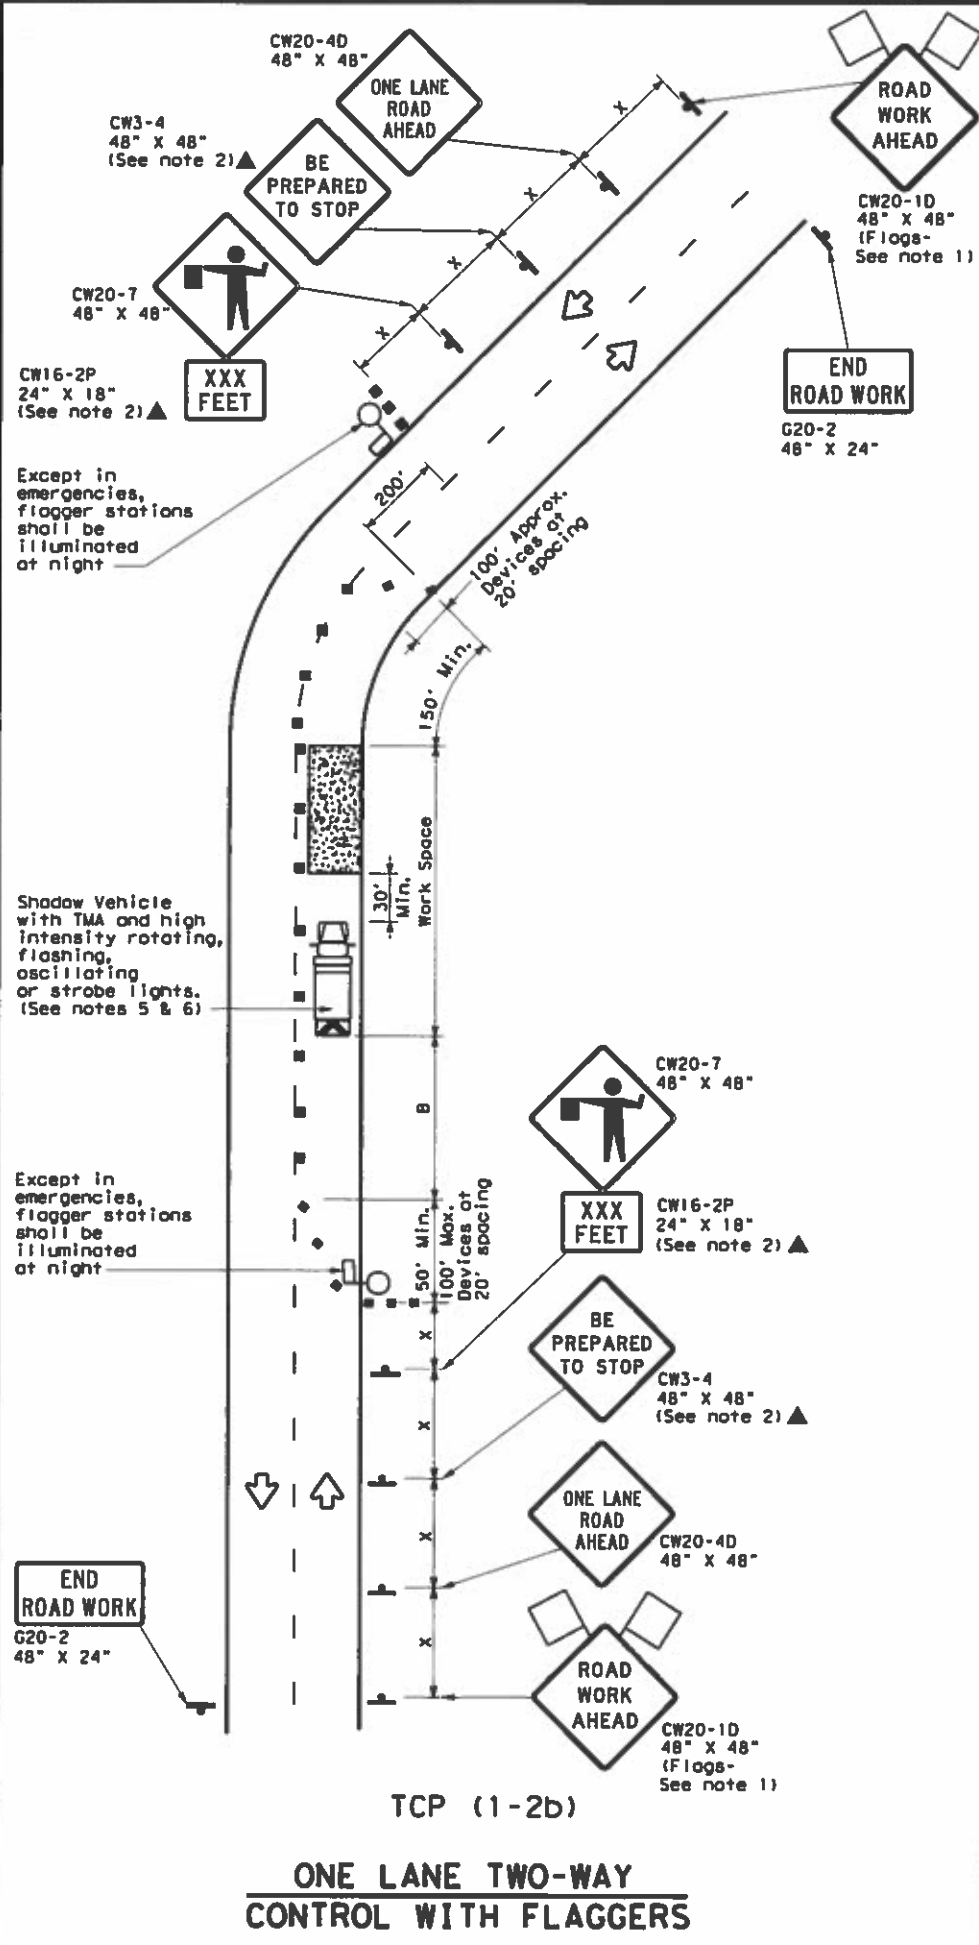 CW20-4D
48" X 48"
ONE LANE
ROAD
AHEAD
ROAD
WORK
AHEAD
CW20-1D
48" X 48"
(Flags-
See note 1)
CW3-4
48" X 48"
(See note 2)▲
BE
PREPARED
TO STOP
X
X
X
X
CW20-7
48" X 48"
CW16-2P
24" X 18"
(See note 2)▲
XXX
FEET
END
ROAD WORK
G20-2
48" X 24"
Except in
emergencies,
flagger stations
shall be
illuminated
at night
200'
100' Approx.
Devices at
20' spacing
150' Min.
Work Space
30'
Min.
Shadow Vehicle
with TMA and high
intensity rotating,
flashing,
oscillating
or strobe lights.
(See notes 5 & 6)
B
CW20-7
48" X 48"
XXX
FEET
CW16-2P
24" X 18"
(See note 2)▲
Except in
emergencies,
flagger stations
shall be
illuminated
at night
50' Min.
100' Max.
Devices at
20' spacing
X
BE
PREPARED
TO STOP
CW3-4
48" X 48"
(See note 2)▲
X
ONE LANE
ROAD
AHEAD
CW20-4D
48" X 48"
X
END
ROAD WORK
G20-2
48" X 24"
X
ROAD
WORK
AHEAD
CW20-1D
48" X 48"
(Flags-
See note 1)
TCP (1-2b)
ONE LANE TWO-WAY
CONTROL WITH FLAGGERS